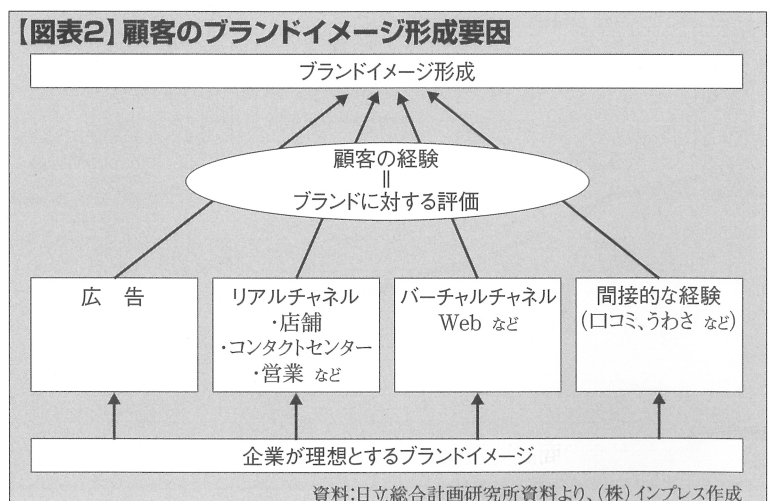 【図表2】顧客のブランドイメージ形成要因
ブランドイメージ形成
顧客の経験
‖
ブランドに対する評価
広　告
リアルチャネル
・店舗
・コンタクトセンター
・営業 など
バーチャルチャネル
Web など
間接的な経験
(口コミ、うわさ など)
企業が理想とするブランドイメージ
資料:日立総合計画研究所資料より、(株)インプレス作成